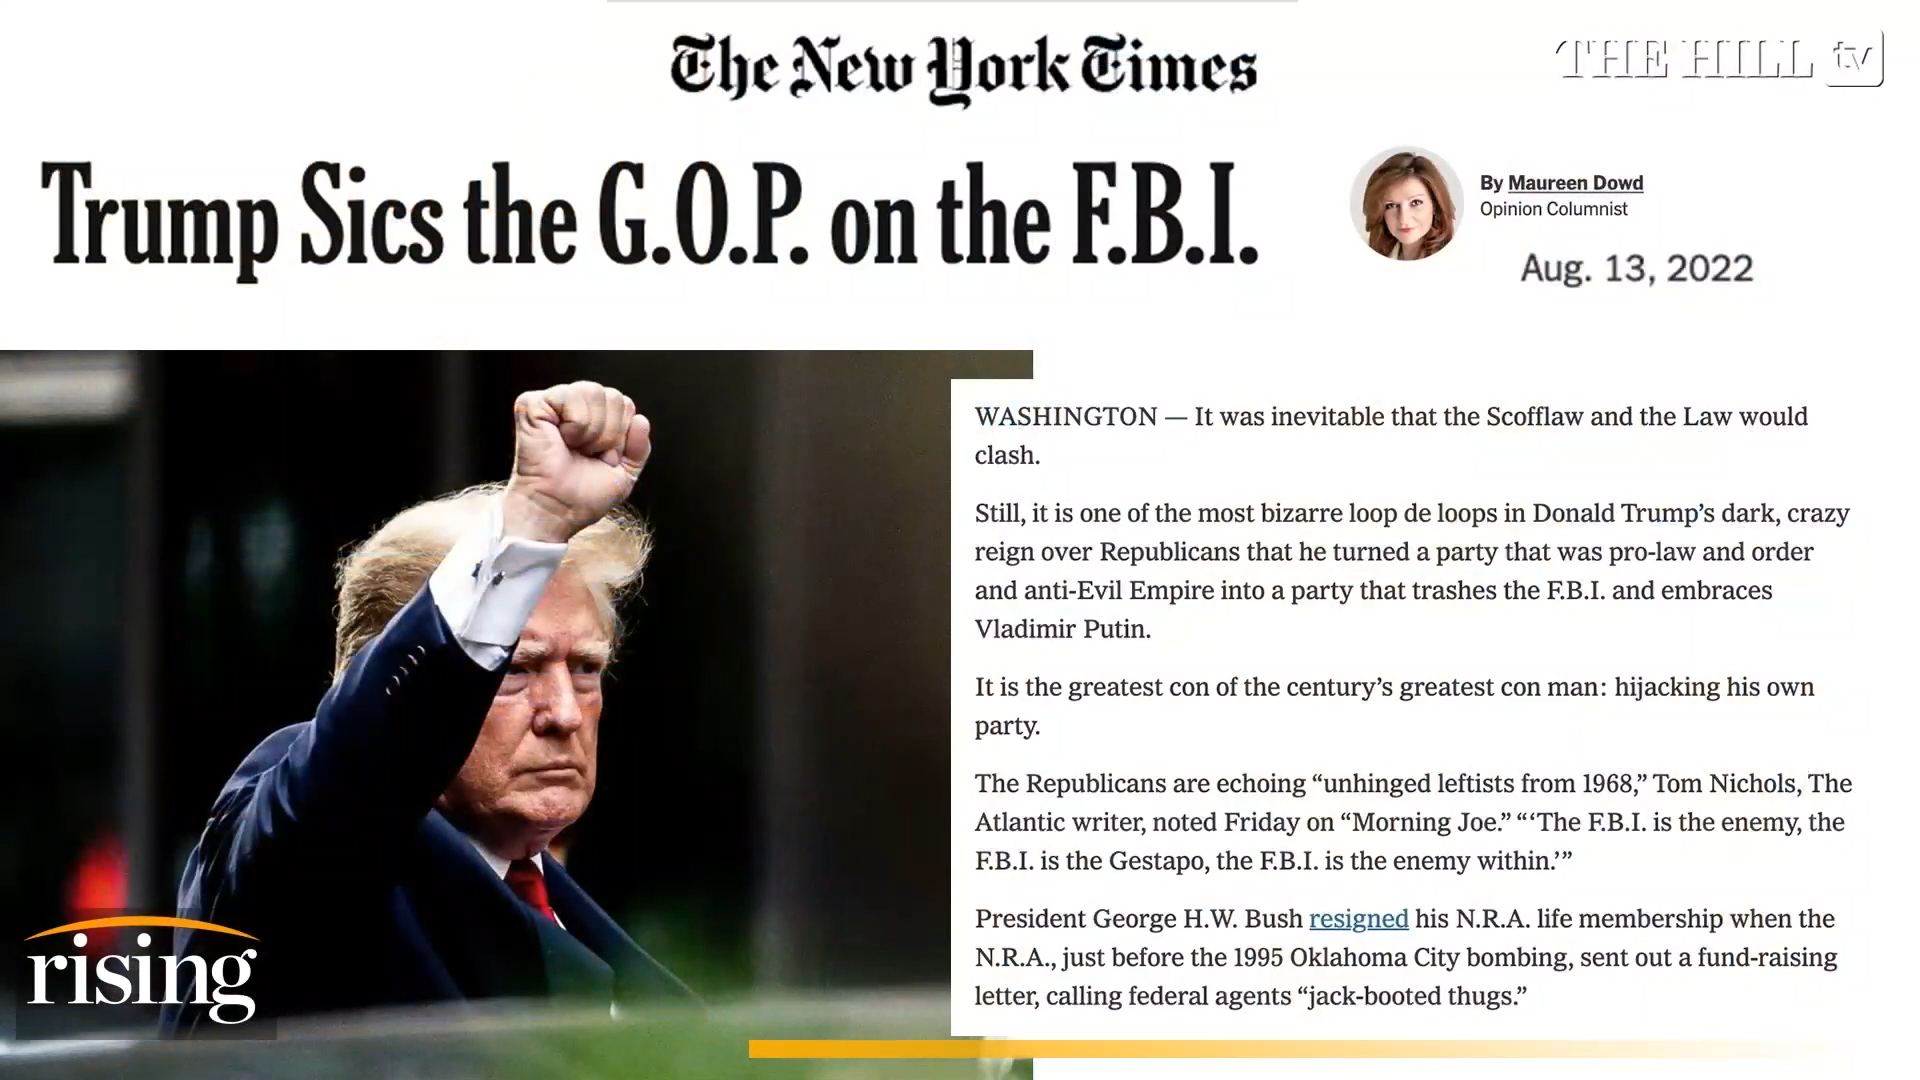 The New York Times
THE HILL tv
Trump Sics the G.O.P. on the F.B.I.
By Maureen Dowd
Opinion Columnist
Aug. 13, 2022
WASHINGTON — It was inevitable that the Scofflaw and the Law would
clash.
Still, it is one of the most bizarre loop de loops in Donald Trump’s dark, crazy
reign over Republicans that he turned a party that was pro-law and order
and anti-Evil Empire into a party that trashes the F.B.I. and embraces
Vladimir Putin.
It is the greatest con of the century’s greatest con man: hijacking his own
party.
The Republicans are echoing “unhinged leftists from 1968,” Tom Nichols, The
Atlantic writer, noted Friday on “Morning Joe.” “‘The F.B.I. is the enemy, the
F.B.I. is the Gestapo, the F.B.I. is the enemy within.’”
President George H.W. Bush resigned his N.R.A. life membership when the
N.R.A., just before the 1995 Oklahoma City bombing, sent out a fund-raising
letter, calling federal agents “jack-booted thugs.”
rising